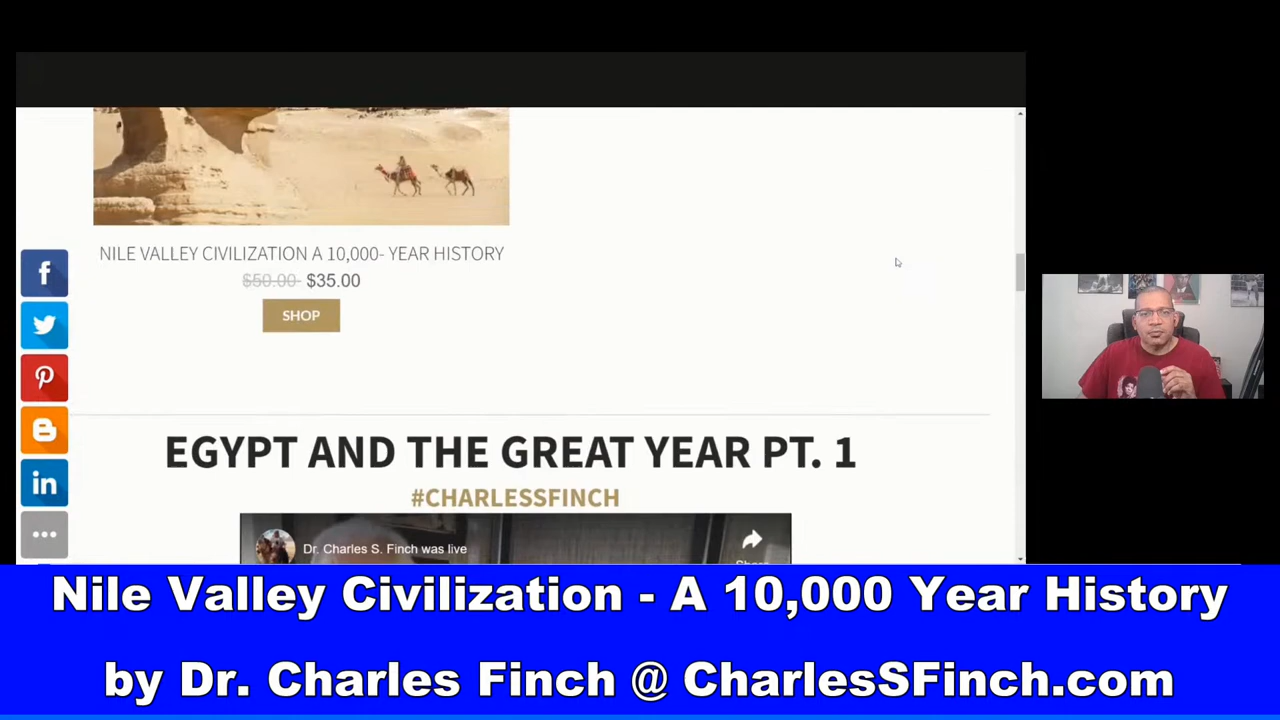 NILE VALLEY CIVILIZATION A 10,000- YEAR HISTORY
$50.00 $35.00
SHOP
EGYPT AND THE GREAT YEAR PT. 1
#CHARLESSFINCH
Dr. Charles S. Finch was live
Nile Valley Civilization - A 10,000 Year History
by Dr. Charles Finch @ CharlesSFinch.com